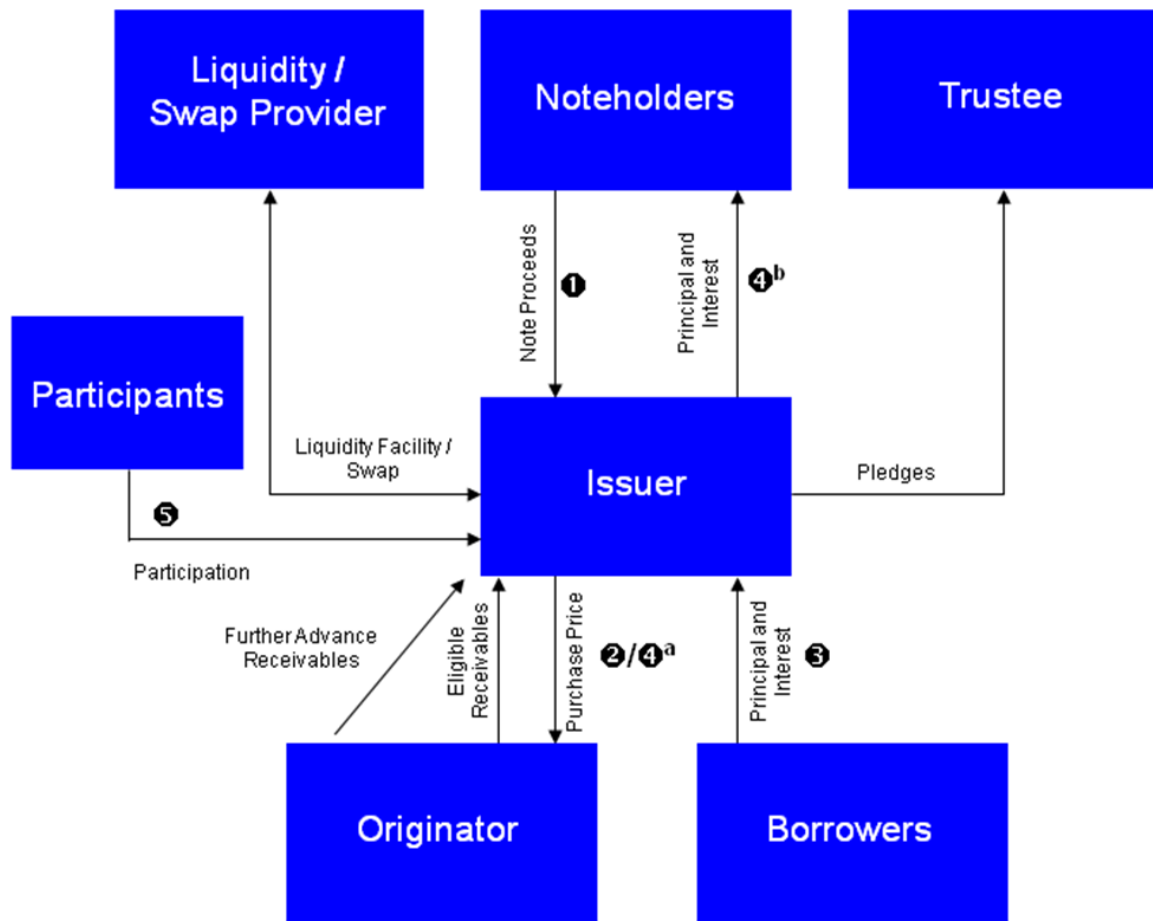 Liquidity /
Swap Provider
Noteholders
Trustee
Note Proceeds
❶
Principal and
Interest
❹ᵇ
Participants
Liquidity Facility /
Swap
Issuer
Pledges
❺
Participation
Further Advance
Receivables
Eligible
Receivables
Purchase Price
❷/❹ᵃ
Principal and
Interest
❸
Originator
Borrowers